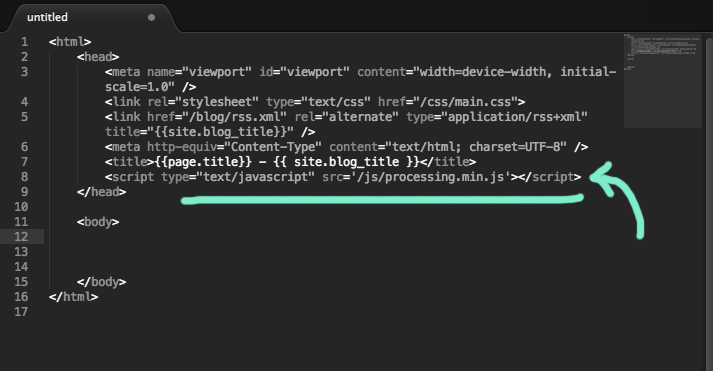 untitled
1 <html>
2 <head>
3 <meta name="viewport" id="viewport" content="width=device-width, initial-
scale=1.0" />
4 <link rel="stylesheet" type="text/css" href="/css/main.css">
5 <link href="/blog/rss.xml" rel="alternate" type="application/rss+xml"
title="{{site.blog_title}}" />
6 <meta http-equiv="Content-Type" content="text/html; charset=UTF-8" />
7 <title>{{page.title}} - {{ site.blog_title }}</title>
8 <script type="text/javascript" src='/js/processing.min.js'></script>
9 </head>
10
11 <body>
12
13
14
15 </body>
16 </html>
17